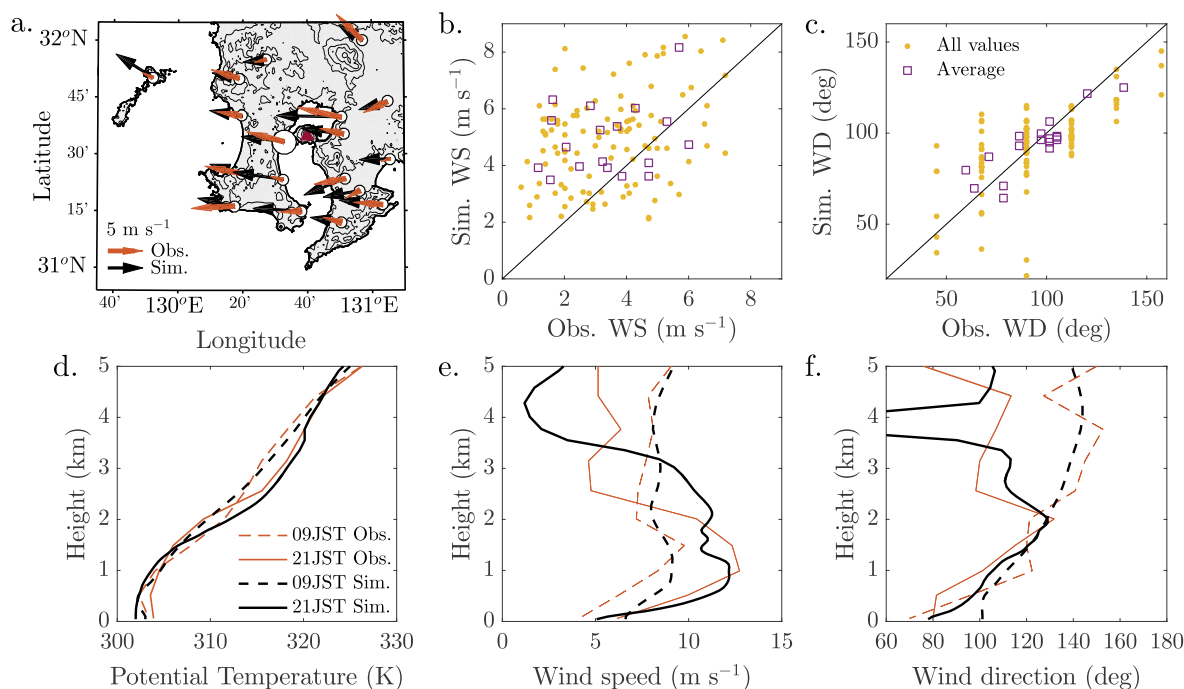 a.
32°N
45'
30'
15'
31°N
Latitude
5 m s⁻¹
Obs.
Sim.
40'
130°E
20'
40'
131°E
Longitude
b.
8
6
4
2
0
Sim. WS (m s⁻¹)
0
2
4
6
8
Obs. WS (m s⁻¹)
c.
150
100
50
Sim. WD (deg)
All values
Average
50
100
150
Obs. WD (deg)
d.
5
4
3
2
1
0
Height (km)
09JST Obs.
21JST Obs.
09JST Sim.
21JST Sim.
300
310
320
330
Potential Temperature (K)
e.
5
4
3
2
1
0
Height (km)
0
5
10
15
Wind speed (m s⁻¹)
f.
5
4
3
2
1
0
Height (km)
60
80
100
120
140
160
180
Wind direction (deg)